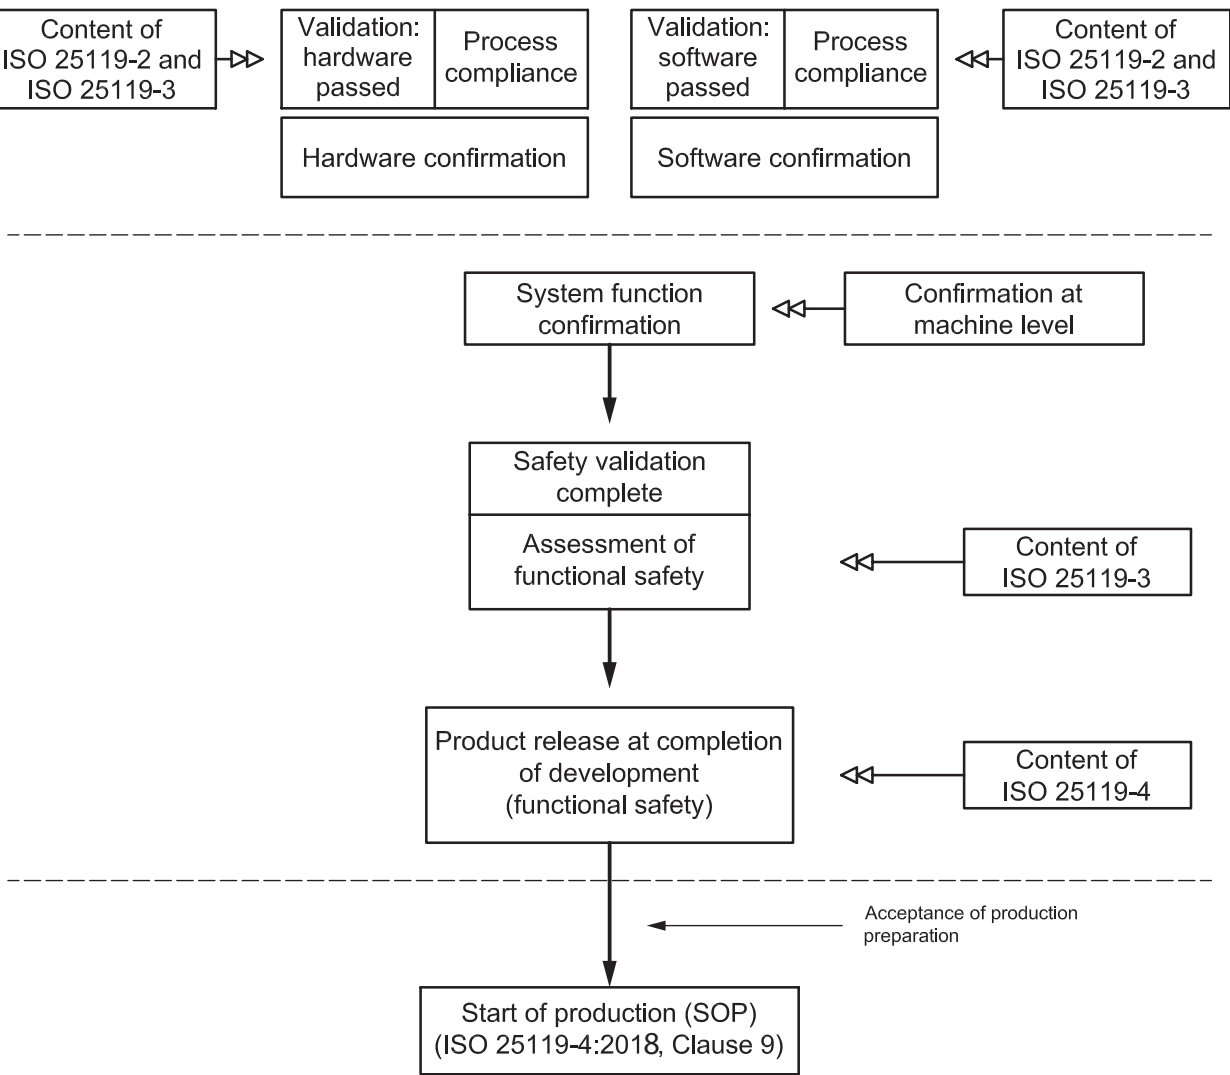 Content of
ISO 25119-2 and
ISO 25119-3
Validation:
hardware
passed
Process
compliance
Validation:
software
passed
Process
compliance
Content of
ISO 25119-2 and
ISO 25119-3
Hardware confirmation
Software confirmation
System function
confirmation
Confirmation at
machine level
Safety validation
complete
Assessment of
functional safety
Content of
ISO 25119-3
Product release at completion
of development
(functional safety)
Content of
ISO 25119-4
Acceptance of production
preparation
Start of production (SOP)
(ISO 25119-4:2018, Clause 9)